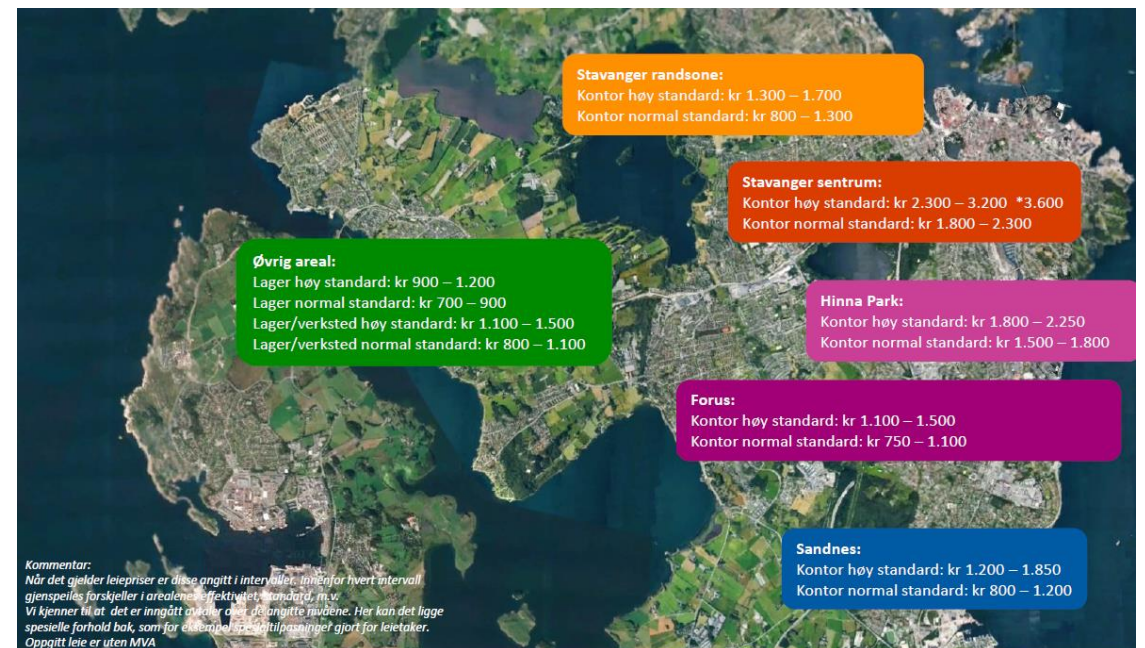 Stavanger randsone:
Kontor høy standard: kr 1.300 – 1.700
Kontor normal standard: kr 800 – 1.300
Stavanger sentrum:
Kontor høy standard: kr 2.300 – 3.200 *3.600
Kontor normal standard: kr 1.800 – 2.300
Øvrig areal:
Lager høy standard: kr 900 – 1.200
Lager normal standard: kr 700 – 900
Lager/verksted høy standard: kr 1.100 – 1.500
Lager/verksted normal standard: kr 800 – 1.100
Hinna Park:
Kontor høy standard: kr 1.800 – 2.250
Kontor normal standard: kr 1.500 – 1.800
Forus:
Kontor høy standard: kr 1.100 – 1.500
Kontor normal standard: kr 750 – 1.100
Sandnes:
Kontor høy standard: kr 1.200 – 1.850
Kontor normal standard: kr 800 – 1.200
Kommentar:
Når det gjelder leiepriser er disse angitt i intervaller. Innenfor hvert intervall
gjenspeiles forskjeller i arealenes effektivitet, standard, m.v.
Vi kjenner til at det er inngått avtaler over de angitte nivåene. Her kan det ligge
spesielle forhold bak, som for eksempel spesialtilpasninger gjort for leietaker.
Oppgitt leie er uten MVA